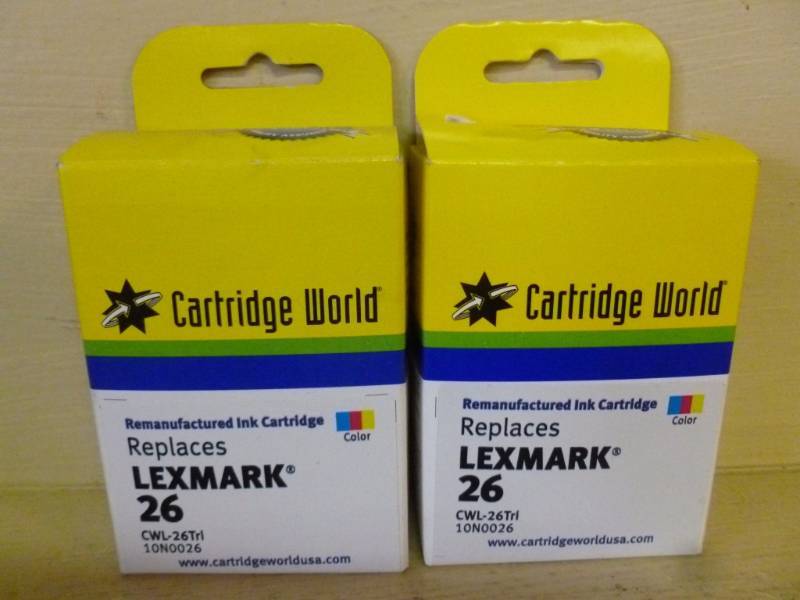 Cartridge World
Remanufactured Ink Cartridge
Color
Replaces
LEXMARK®
26
CWL-26TrI
10N0026
www.cartridgeworldusa.com
Cartridge World
Remanufactured Ink Cartridge
Color
Replaces
LEXMARK®
26
CWL-26TrI
10N0026
www.cartridgeworldusa.com